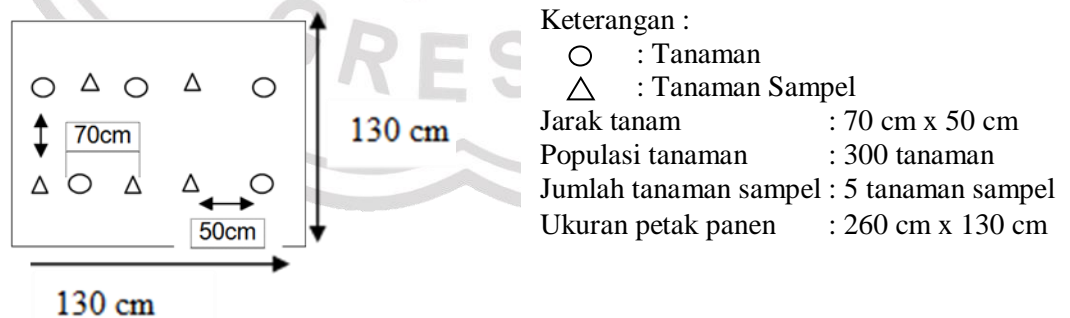 70cm
130 cm
50cm
130 cm
Keterangan :
: Tanaman
: Tanaman Sampel
Jarak tanam : 70 cm x 50 cm
Populasi tanaman : 300 tanaman
Jumlah tanaman sampel : 5 tanaman sampel
Ukuran petak panen : 260 cm x 130 cm